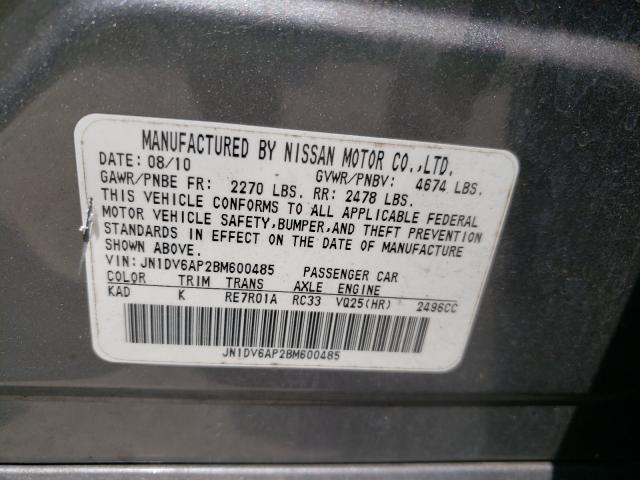 MANUFACTURED BY NISSAN MOTOR CO.,LTD.
DATE: 08/10 GVWR/PNBV: 4674 LBS.
GAWR/PNBE FR: 2270 LBS. RR: 2478 LBS.
THIS VEHICLE CONFORMS TO ALL APPLICABLE FEDERAL
MOTOR VEHICLE SAFETY,BUMPER,AND THEFT PREVENTION
STANDARDS IN EFFECT ON THE DATE OF MANUFACTURE
SHOWN ABOVE.
VIN: JN1DV6AP2BM600485 PASSENGER CAR
COLOR TRIM TRANS AXLE ENGINE
KAD K RE7R01A RC33 VQ25(HR) 2496CC
JN1DV6AP2BM600485